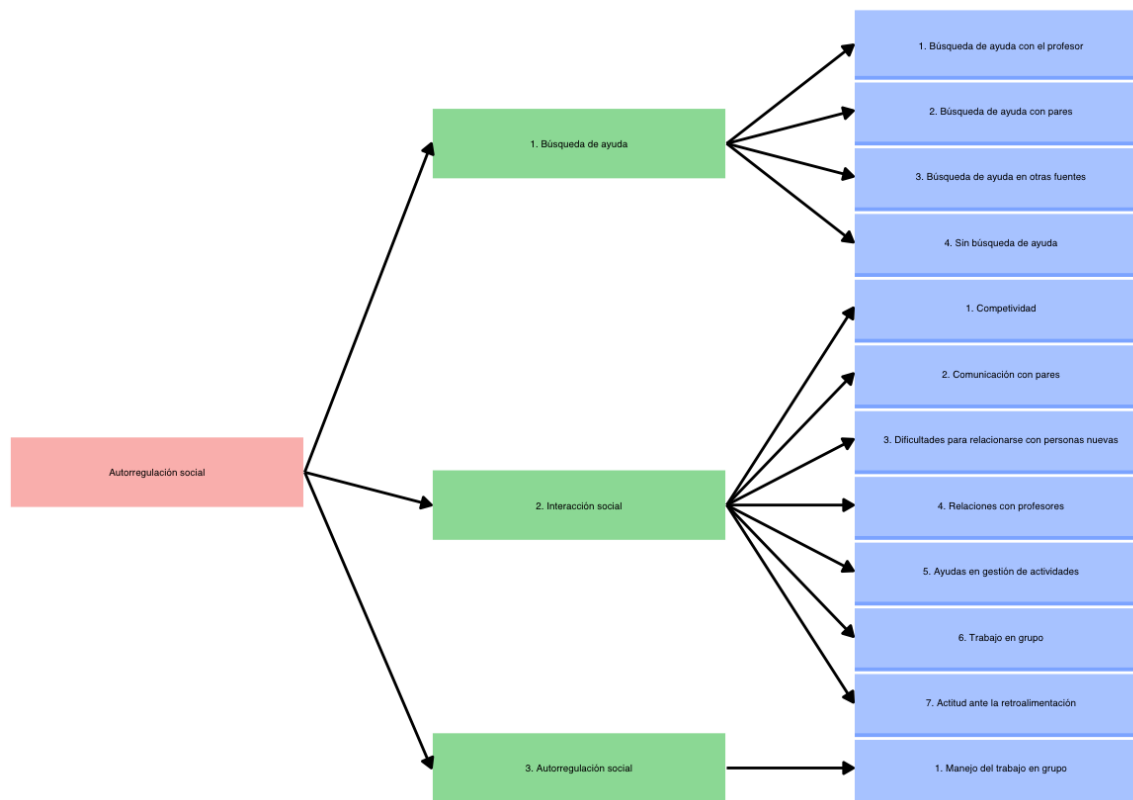 Autorregulación social
1. Búsqueda de ayuda
1. Búsqueda de ayuda con el profesor
2. Búsqueda de ayuda con pares
3. Búsqueda de ayuda en otras fuentes
4. Sin búsqueda de ayuda
2. Interacción social
1. Competividad
2. Comunicación con pares
3. Dificultades para relacionarse con personas nuevas
4. Relaciones con profesores
5. Ayudas en gestión de actividades
6. Trabajo en grupo
7. Actitud ante la retroalimentación
3. Autorregulación social
1. Manejo del trabajo en grupo